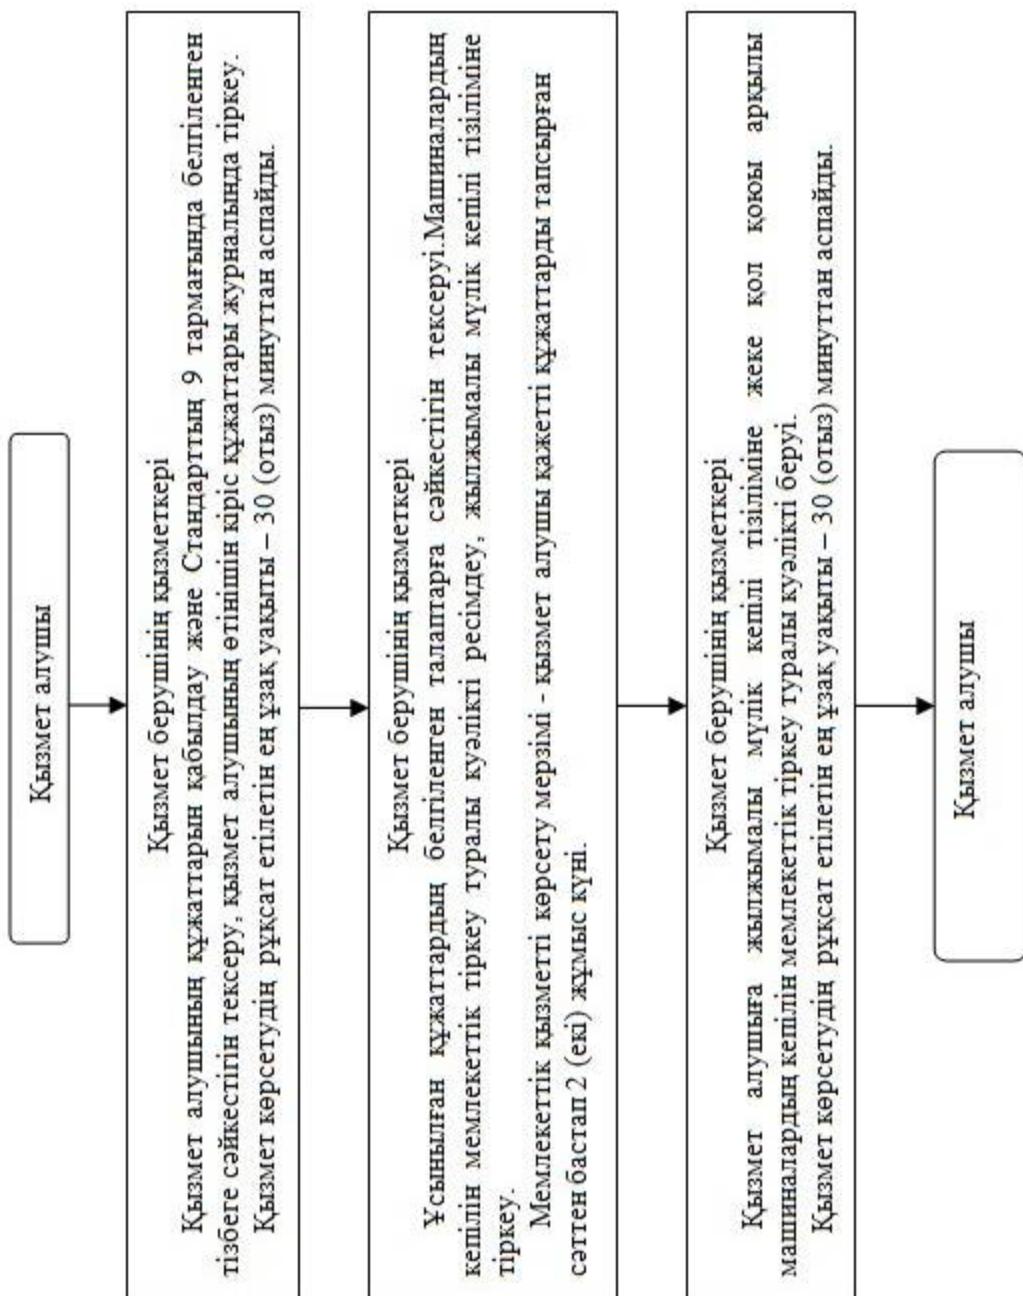 Қызмет алушы
Қызмет берушінің қызметкері
Қызмет алушының құжаттарын қабылдау және Стандарттың 9 тармағында белгіленген
тізбеге сәйкестігін тексеру, қызмет алушының өтінішін кіріс құжаттары журналында тіркеу.
Қызмет көрсетудің рұқсат етілетін ең ұзақ уақыты – 30 (отыз) минуттан аспайды.
Қызмет берушінің қызметкері
Ұсынылған құжаттардың белгіленген талаптарға сәйкестігін тексеруі.Машиналардың
кепілін мемлекеттік тіркеу туралы куәлікті ресімдеу, жылжымалы мүлік кепілі тізіліміне
тіркеу.
Мемлекеттік қызметті көрсету мерзімі - қызмет алушы қажетті құжаттарды тапсырған
сәттен бастап 2 (екі) жұмыс күні.
Қызмет берушінің қызметкері
Қызмет алушыға жылжымалы мүлік кепілі тізіліміне жеке қол қоюы арқылы
машиналардың кепілін мемлекеттік тіркеу туралы куәлікті беруі.
Қызмет көрсетудің рұқсат етілетін ең ұзақ уақыты – 30 (отыз) минуттан аспайды.
Қызмет алушы